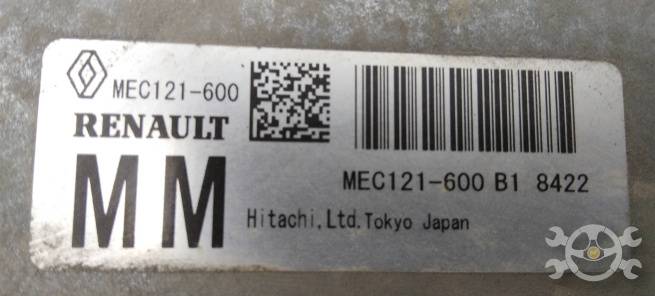 MEC121-600
RENAULT
MM
MEC121-600 B1 8422
Hitachi,Ltd.Tokyo Japan